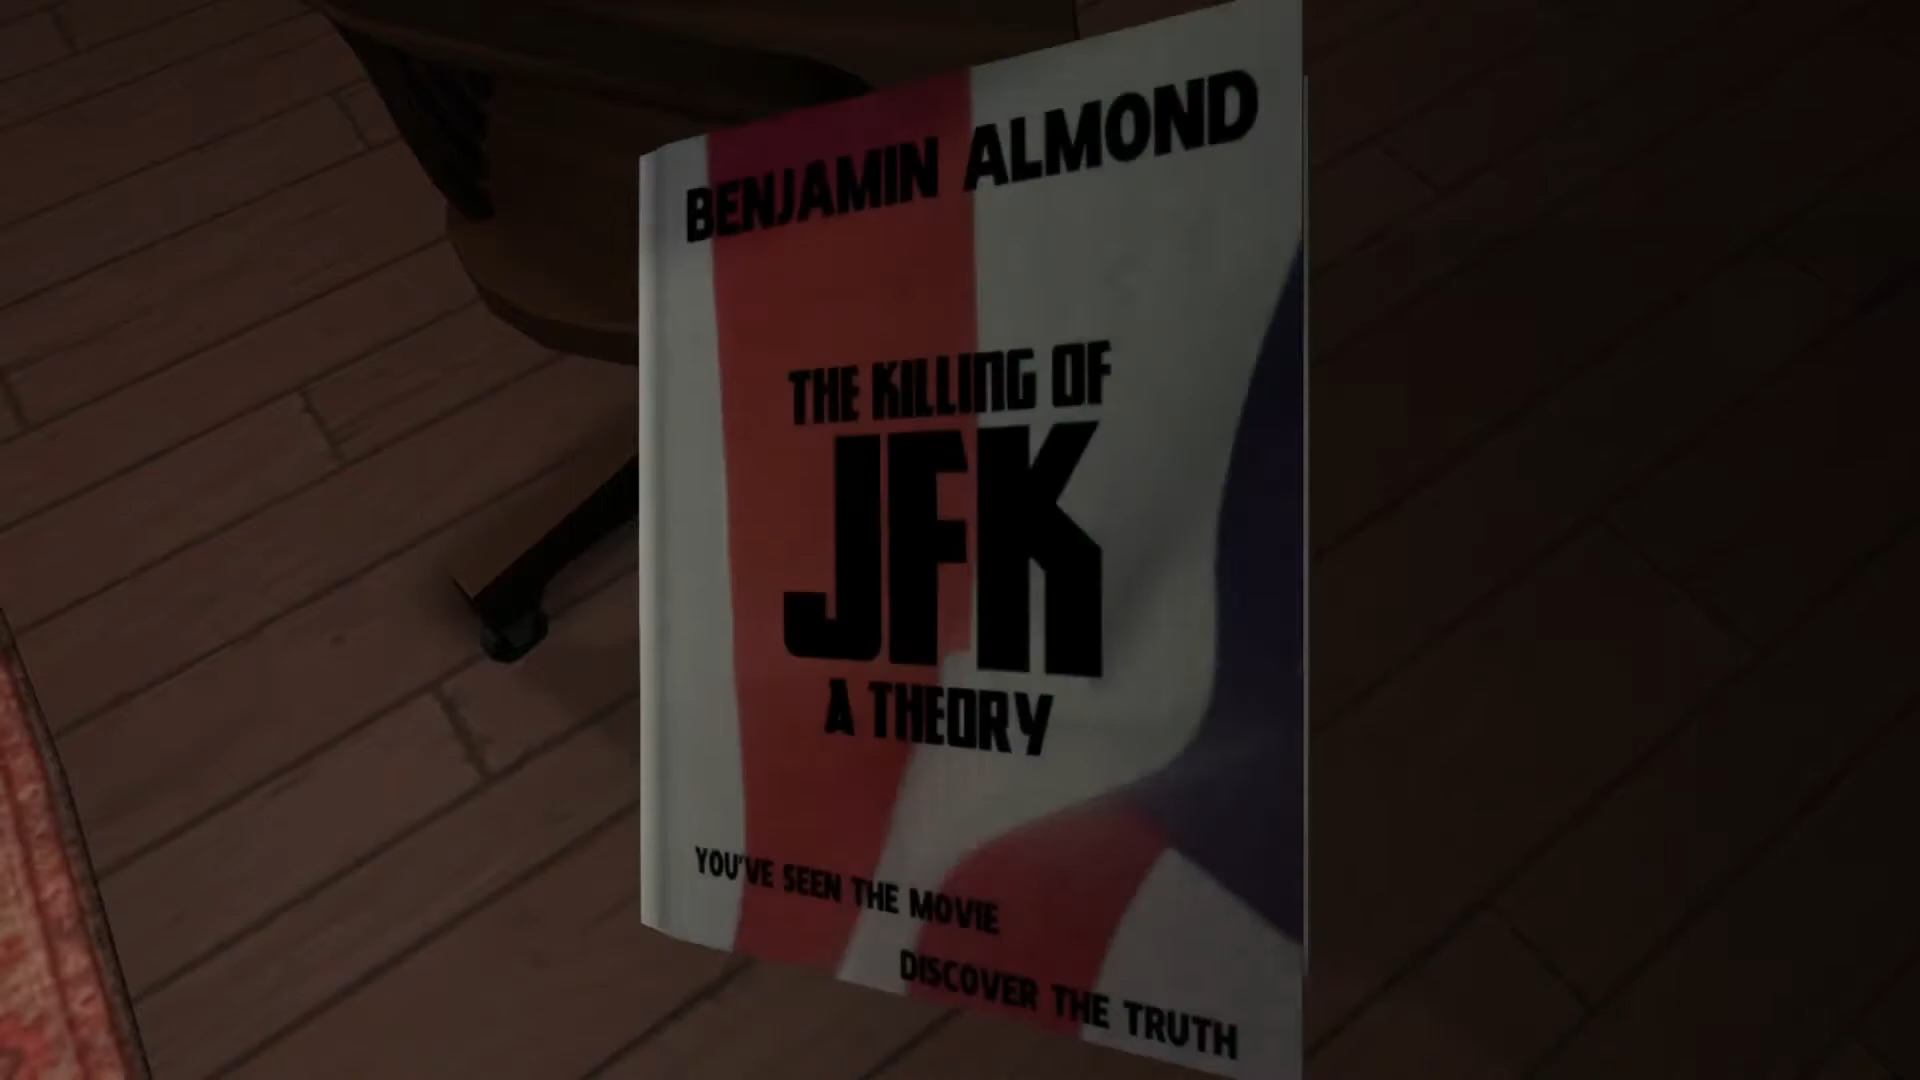 BENJAMIN ALMOND
THE KILLING OF
JFK
A THEORY
YOU'VE SEEN THE MOVIE
DISCOVER THE TRUTH